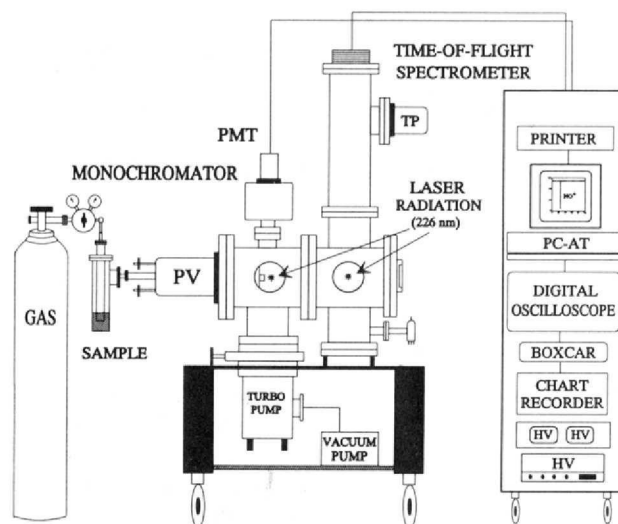 TIME-OF-FLIGHT
SPECTROMETER
TP
PMT
MONOCHROMATOR
LASER
RADIATION
(226 nm)
PV
GAS
SAMPLE
TURBO
PUMP
VACUUM
PUMP
PRINTER
NO⁺
PC-AT
DIGITAL
OSCILLOSCOPE
BOXCAR
CHART
RECORDER
HV HV
HV